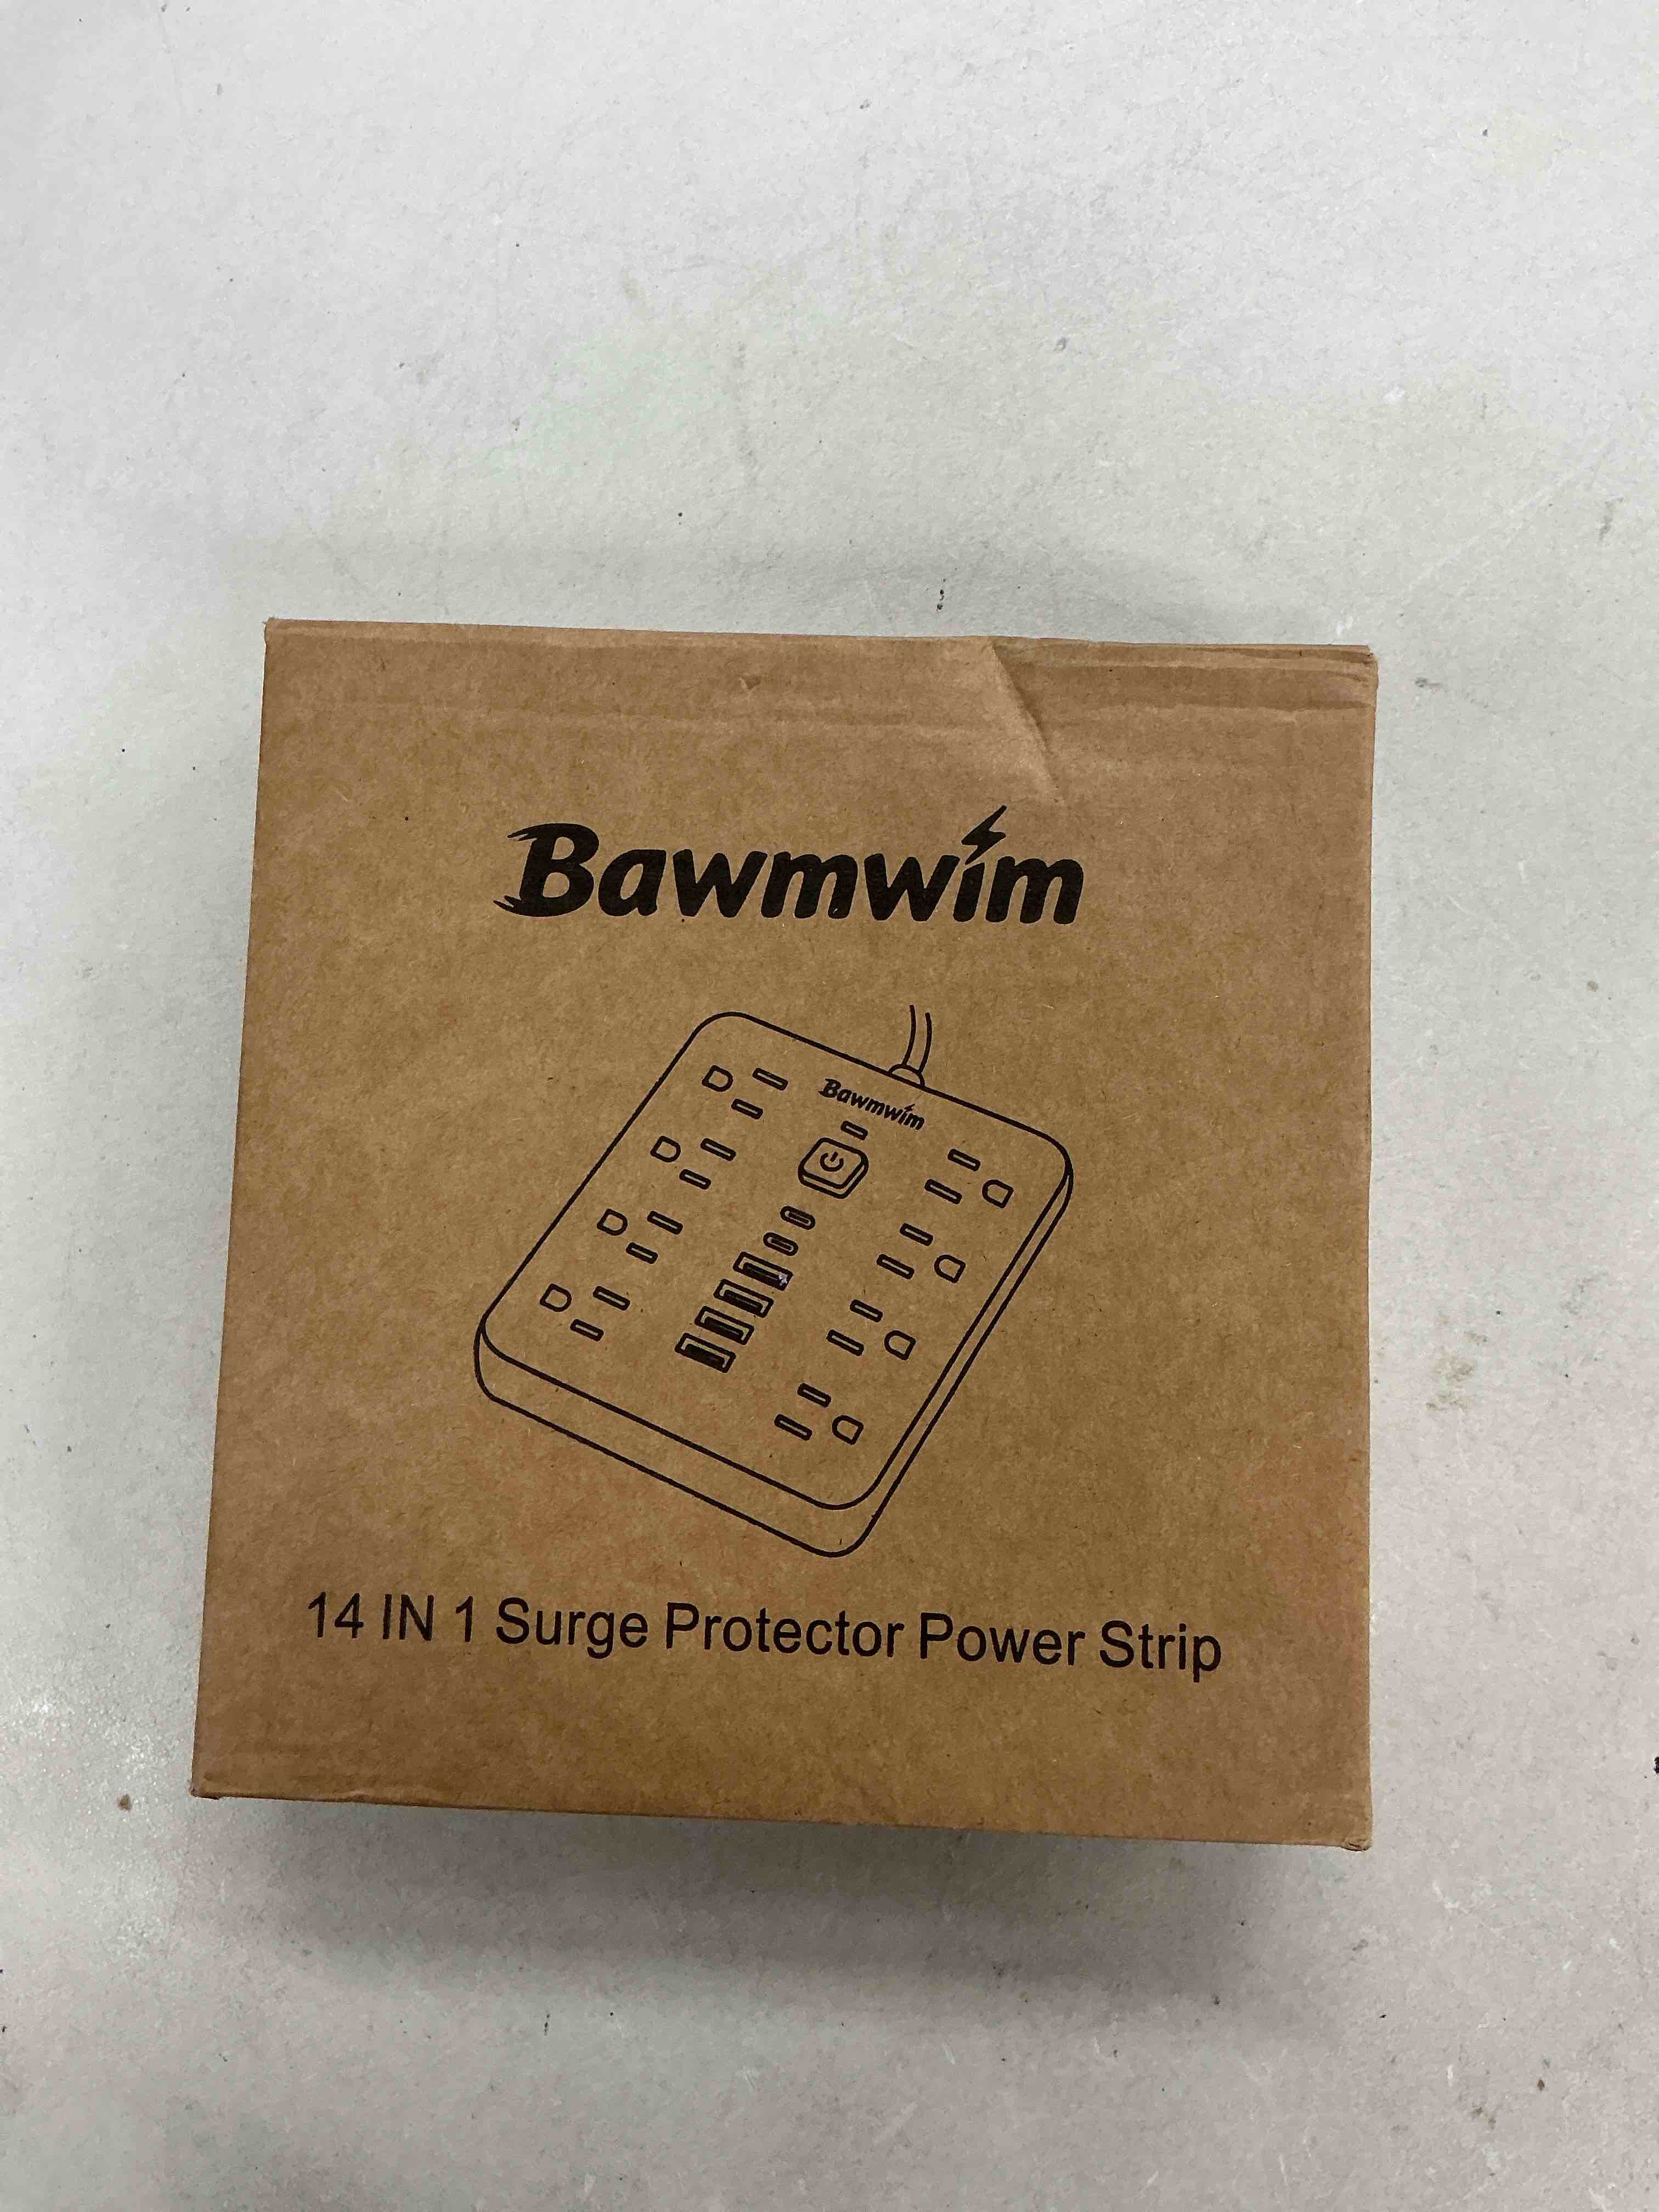 Bawmwim
Bawmwim
14 IN 1 Surge Protector Power Strip